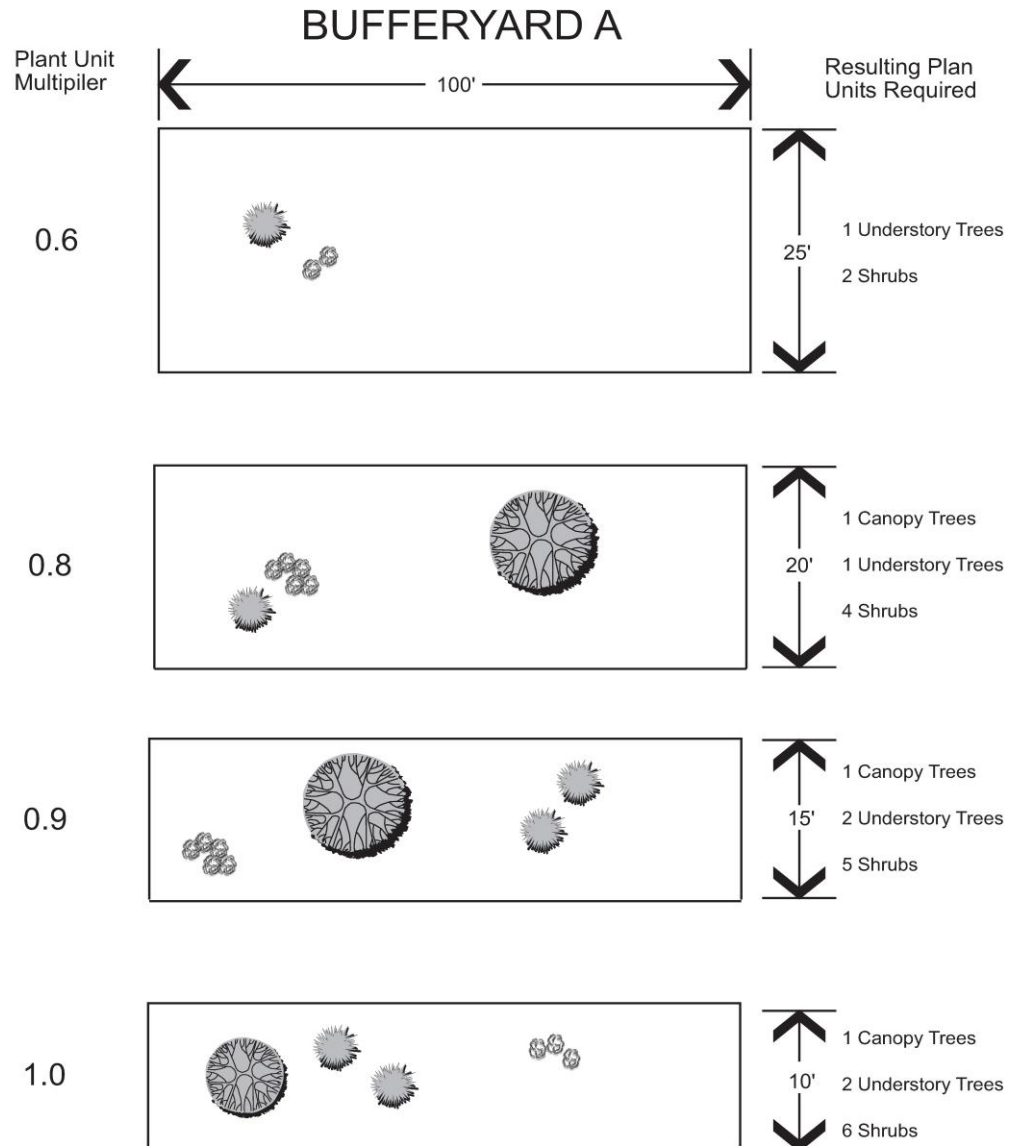 BUFFERYARD A
Plant Unit
Multipiler
100'
Resulting Plan
Units Required
0.6
25'
1 Understory Trees
2 Shrubs
0.8
20'
1 Canopy Trees
1 Understory Trees
4 Shrubs
0.9
15'
1 Canopy Trees
2 Understory Trees
5 Shrubs
1.0
10'
1 Canopy Trees
2 Understory Trees
6 Shrubs